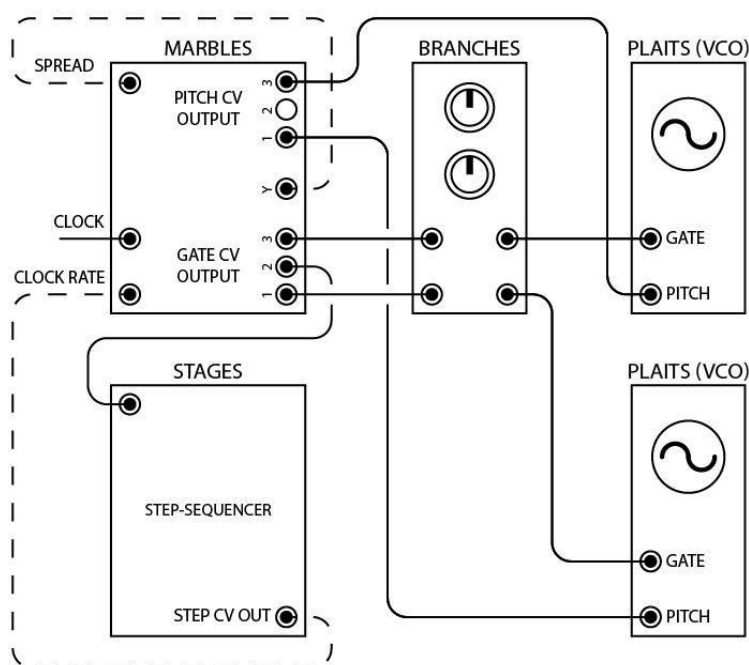 MARBLES
BRANCHES
PLAITS (VCO)
SPREAD
PITCH CV
OUTPUT
3
2
1
Y
CLOCK
GATE CV
OUTPUT
3
2
1
CLOCK RATE
GATE
PITCH
STAGES
PLAITS (VCO)
STEP-SEQUENCER
GATE
STEP CV OUT
PITCH